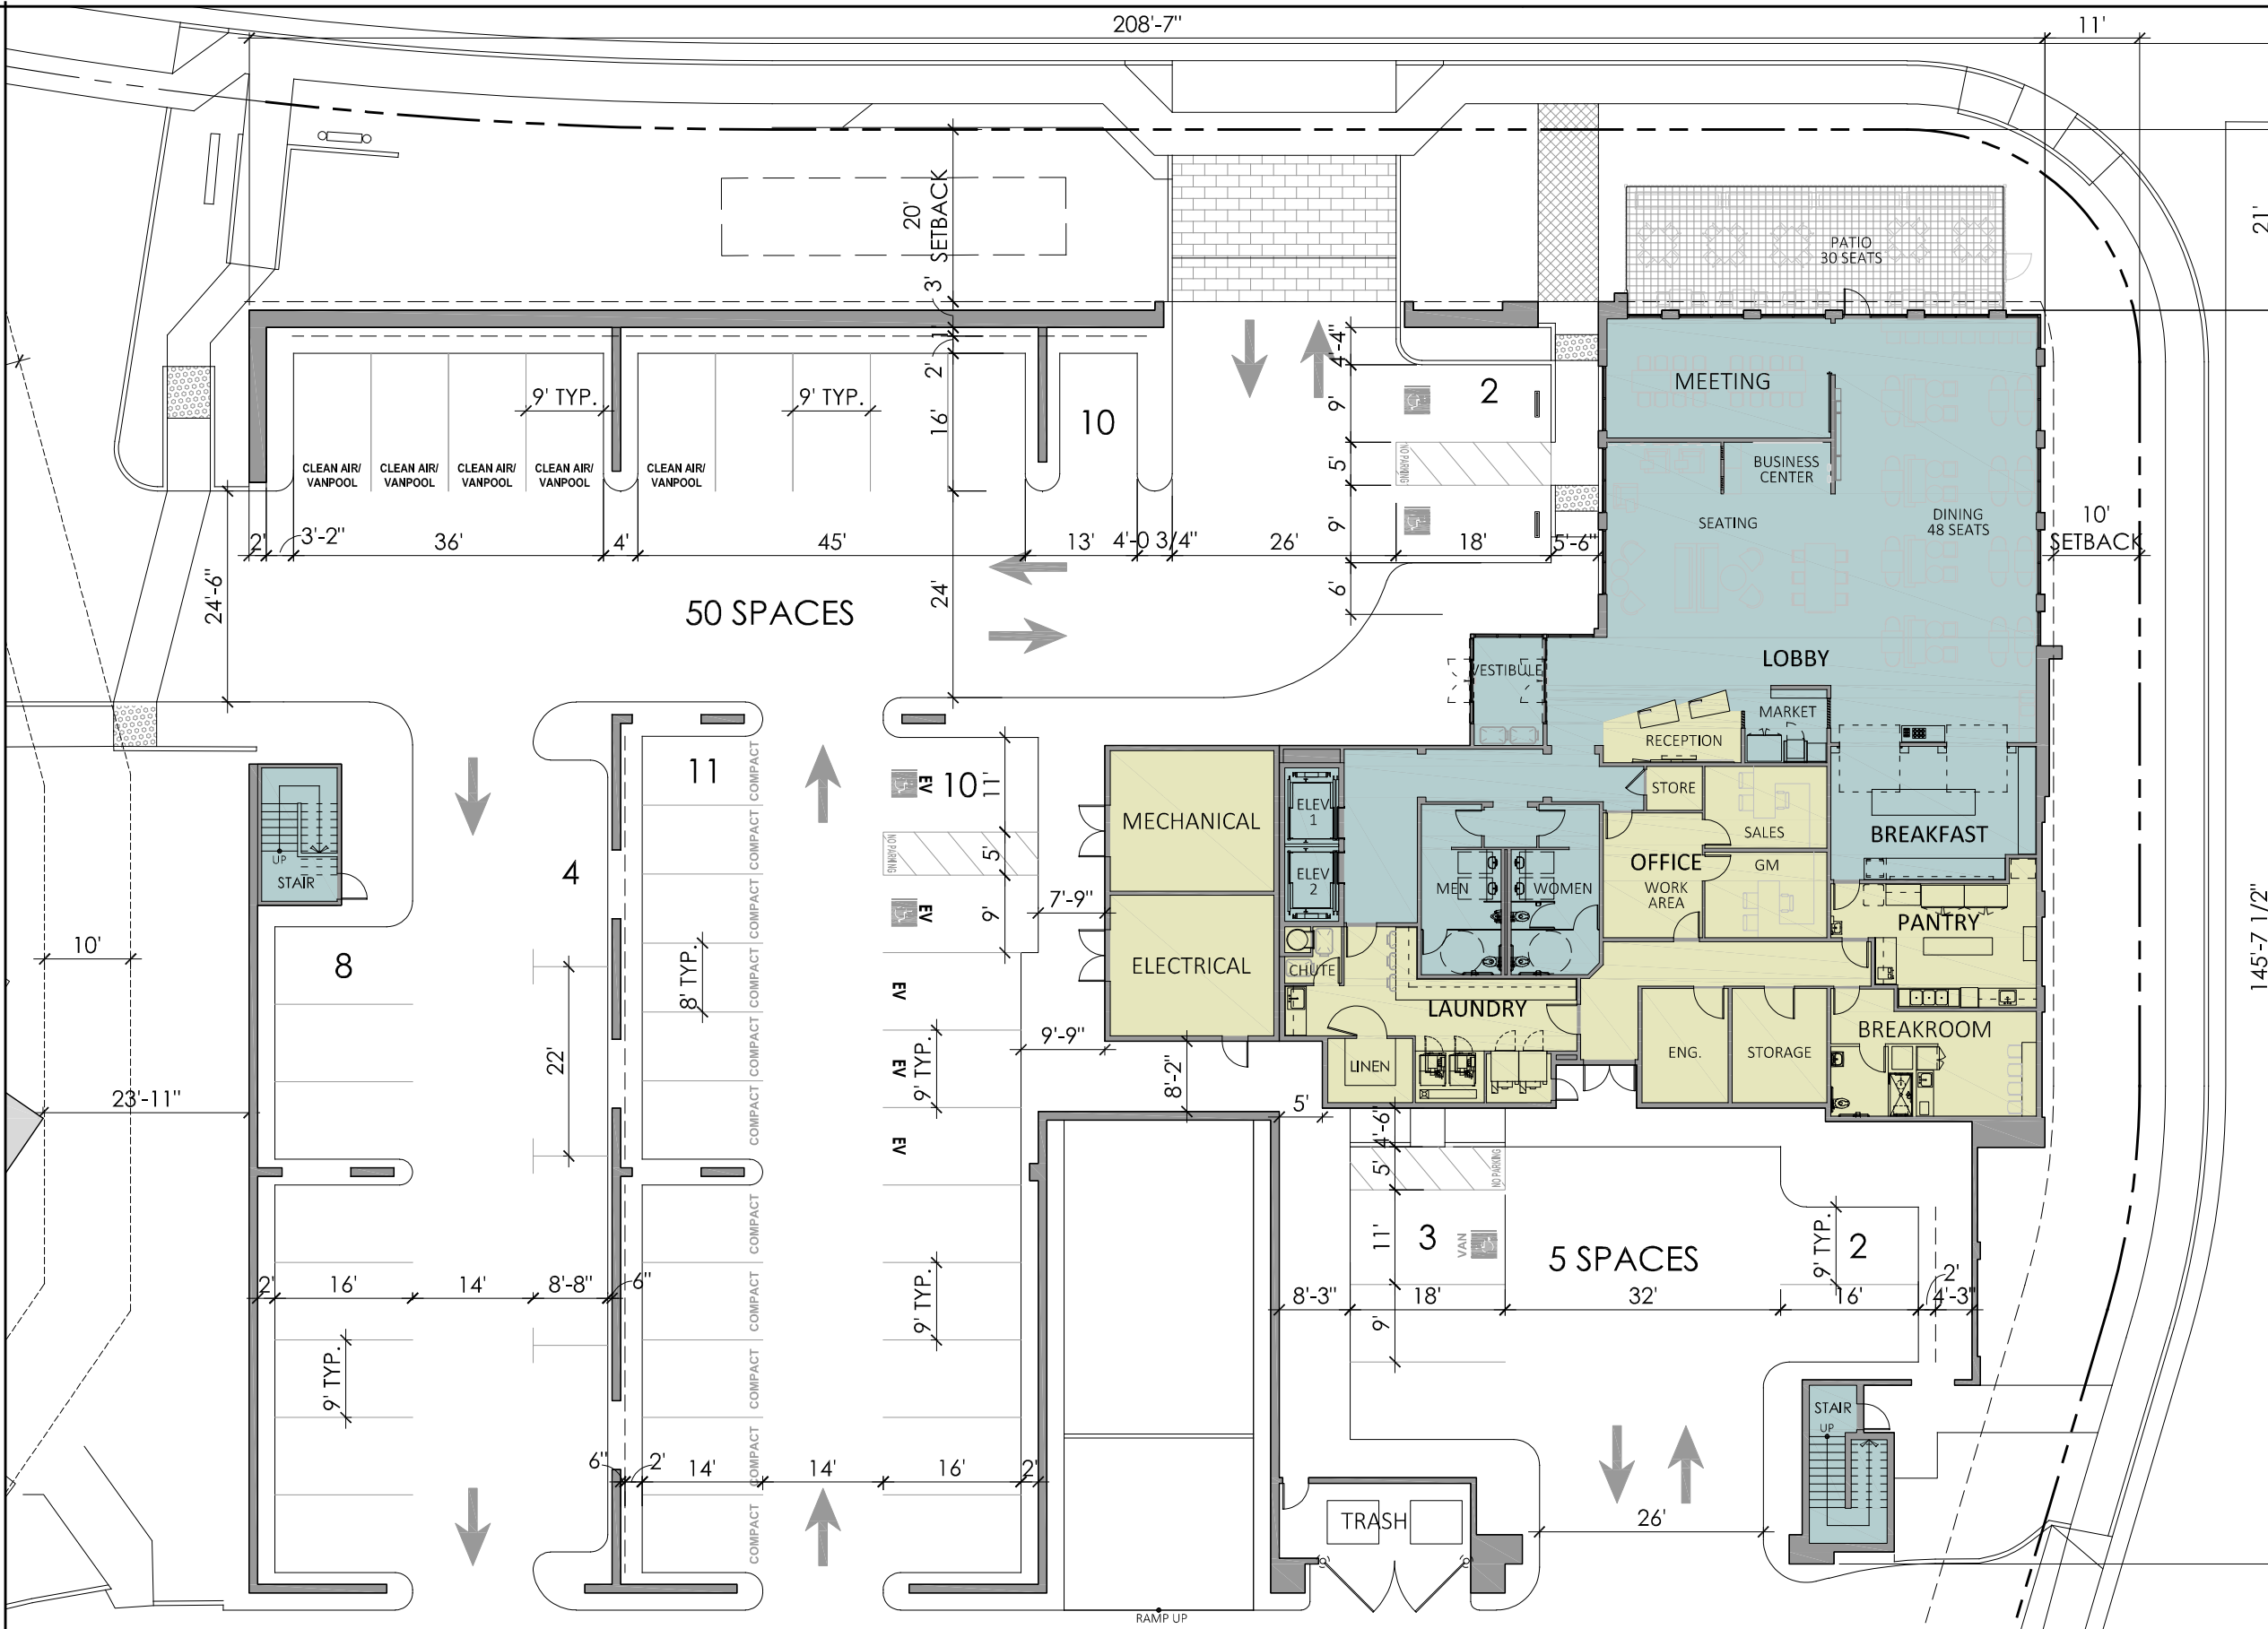 208'-7"
11'
21'
20'
SETBACK
3'
PATIO
30 SEATS
4'-4"
2'
1'
9' TYP.
9' TYP.
16'
10
9'
2
MEETING
CLEAN AIR/
VANPOOL
CLEAN AIR/
VANPOOL
CLEAN AIR/
VANPOOL
CLEAN AIR/
VANPOOL
CLEAN AIR/
VANPOOL
NO PARKING
5'
BUSINESS
CENTER
SEATING
DINING
48 SEATS
9'
10'
SETBACK
2'
3'-2"
36'
4'
45'
13'
4'-0 3/4"
26'
18'
5'-6"
24'-6"
24'
6'
50 SPACES
LOBBY
VESTIBULE
MARKET
RECEPTION
11
COMPACT
COMPACT
COMPACT
COMPACT
COMPACT
COMPACT
EV
10
11'
MECHANICAL
ELEV
1
STORE
SALES
BREAKFAST
UP
STAIR
4
NO PARKING
5'
ELEV
2
MEN
WOMEN
OFFICE
WORK
AREA
GM
EV
9'
7'-9"
PANTRY
145'-7 1/2"
10'
8
8' TYP.
ELECTRICAL
CHUTE
EV
LAUNDRY
BREAKROOM
22'
9'-9"
EV
9' TYP.
ENG.
STORAGE
LINEN
8'-2"
23'-11"
5'
4'-6"
EV
5'
NO PARKING
COMPACT
COMPACT
COMPACT
COMPACT
COMPACT
11'
3
VAN
5 SPACES
9' TYP.
2
2'
16'
14'
8'-8"
6"
9' TYP.
8'-3"
18'
32'
16'
2'
4'-3"
9'
9' TYP.
STAIR
UP
6"
2'
14'
14'
16'
2'
TRASH
26'
RAMP UP